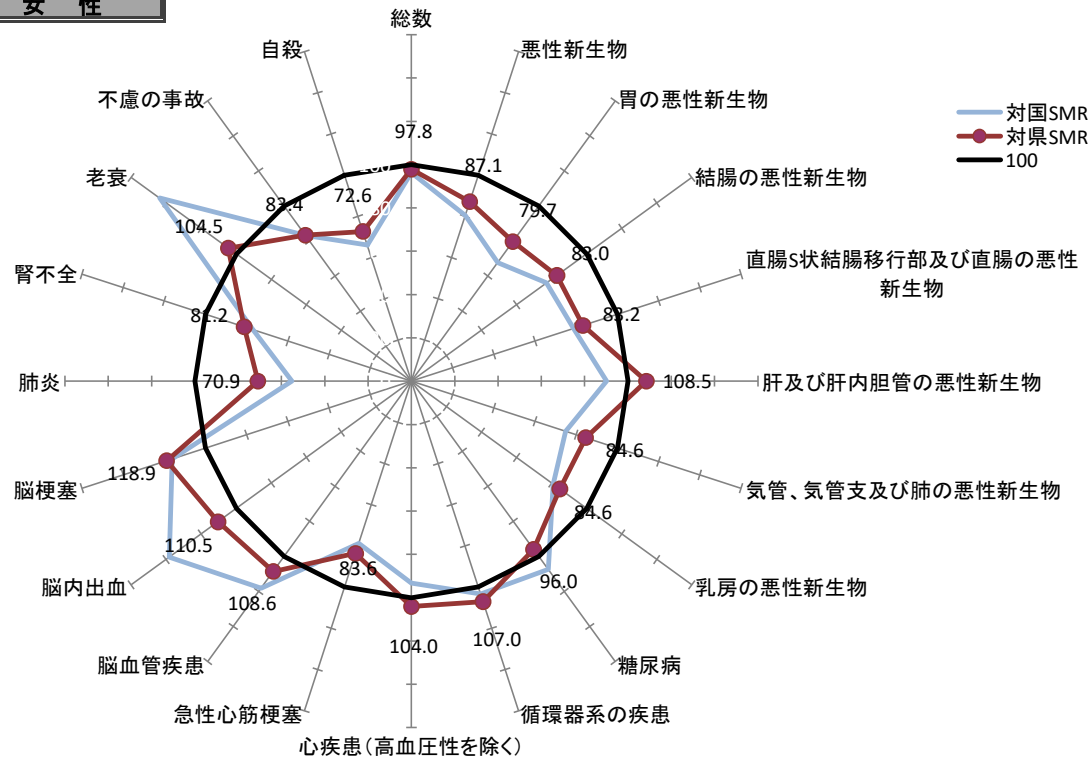 女 性
総数
自殺
悪性新生物
不慮の事故
胃の悪性新生物
対国SMR
対県SMR
100
97.8
87.1
老衰
結腸の悪性新生物
72.6
83.4
79.7
104.5
83.0
直腸S状結腸移行部及び直腸の悪性
新生物
腎不全
81.2
83.2
肺炎
70.9
108.5
肝及び肝内胆管の悪性新生物
84.6
118.9
脳梗塞
気管、気管支及び肺の悪性新生物
84.6
110.5
脳内出血
乳房の悪性新生物
83.6
96.0
108.6
脳血管疾患
104.0
107.0
糖尿病
急性心筋梗塞
循環器系の疾患
心疾患（高血圧性を除く）